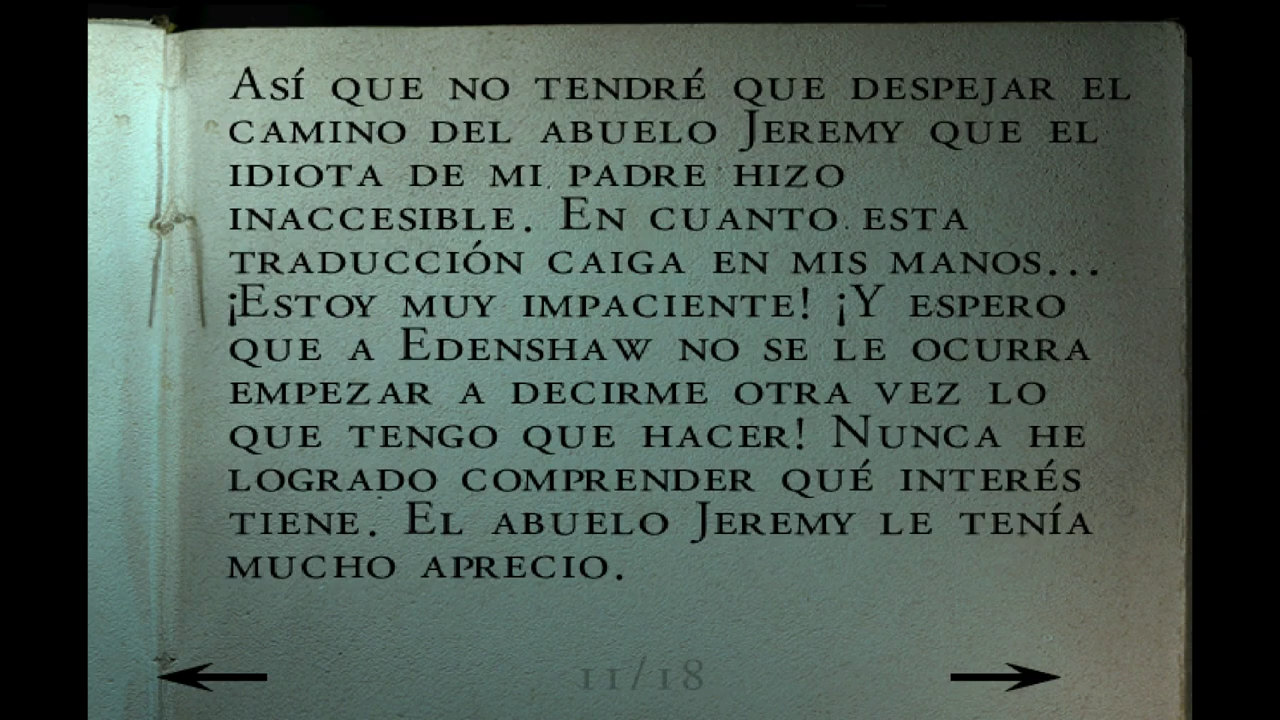 Así que no tendré que despejar el
camino del abuelo Jeremy que el
idiota de mi padre hizo
inaccesible. En cuanto esta
traducción caiga en mis manos...
¡Estoy muy impaciente! ¡Y espero
que a Edenshaw no se le ocurra
empezar a decirme otra vez lo
que tengo que hacer! Nunca he
logrado comprender qué interés
tiene. El abuelo Jeremy le tenía
mucho aprecio.
11/18